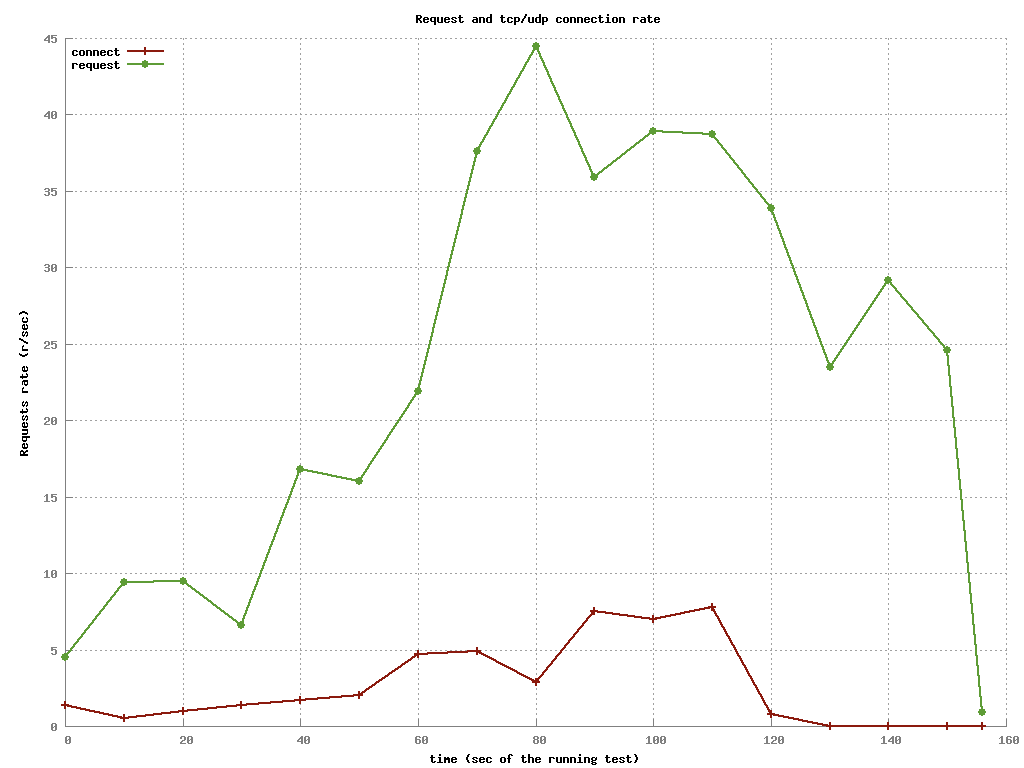 Request and tcp/udp connection rate
connect
request
45
40
35
30
25
20
15
10
5
0
Requests rate (r/sec)
0 20 40 60 80 100 120 140 160
time (sec of the running test)